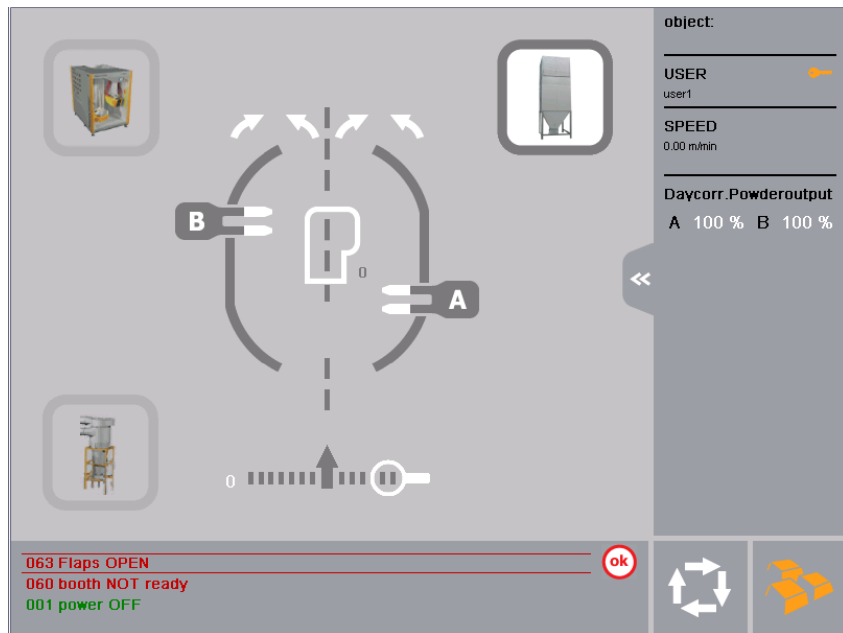 object:
USER
user1
SPEED
0.00 m/min
Daycorr.Powderoutput
A 100 % B 100 %
B
0
A
0
063 Flaps OPEN
ok
060 booth NOT ready
001 power OFF